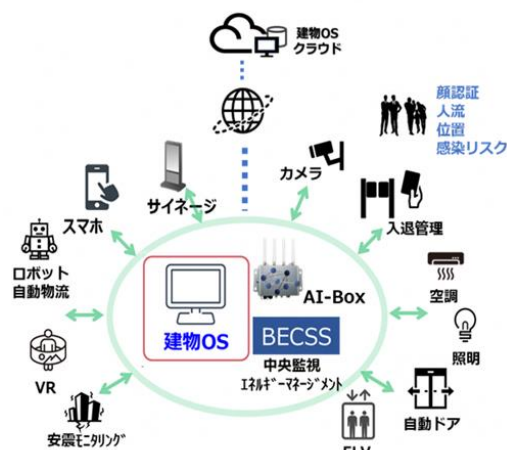 建物OS
クラウド
顔認証
人流
位置
感染リスク
カメラ
サイネージ
スマホ
入退管理
ロボット
自動物流
AI-Box
空調
建物OS
BECSS
中央監視
ｴﾈﾙｷﾞｰﾏﾈｰｼﾞﾒﾝﾄ
照明
VR
自動ドア
安震ﾓﾆﾀﾘﾝｸﾞ
ELV